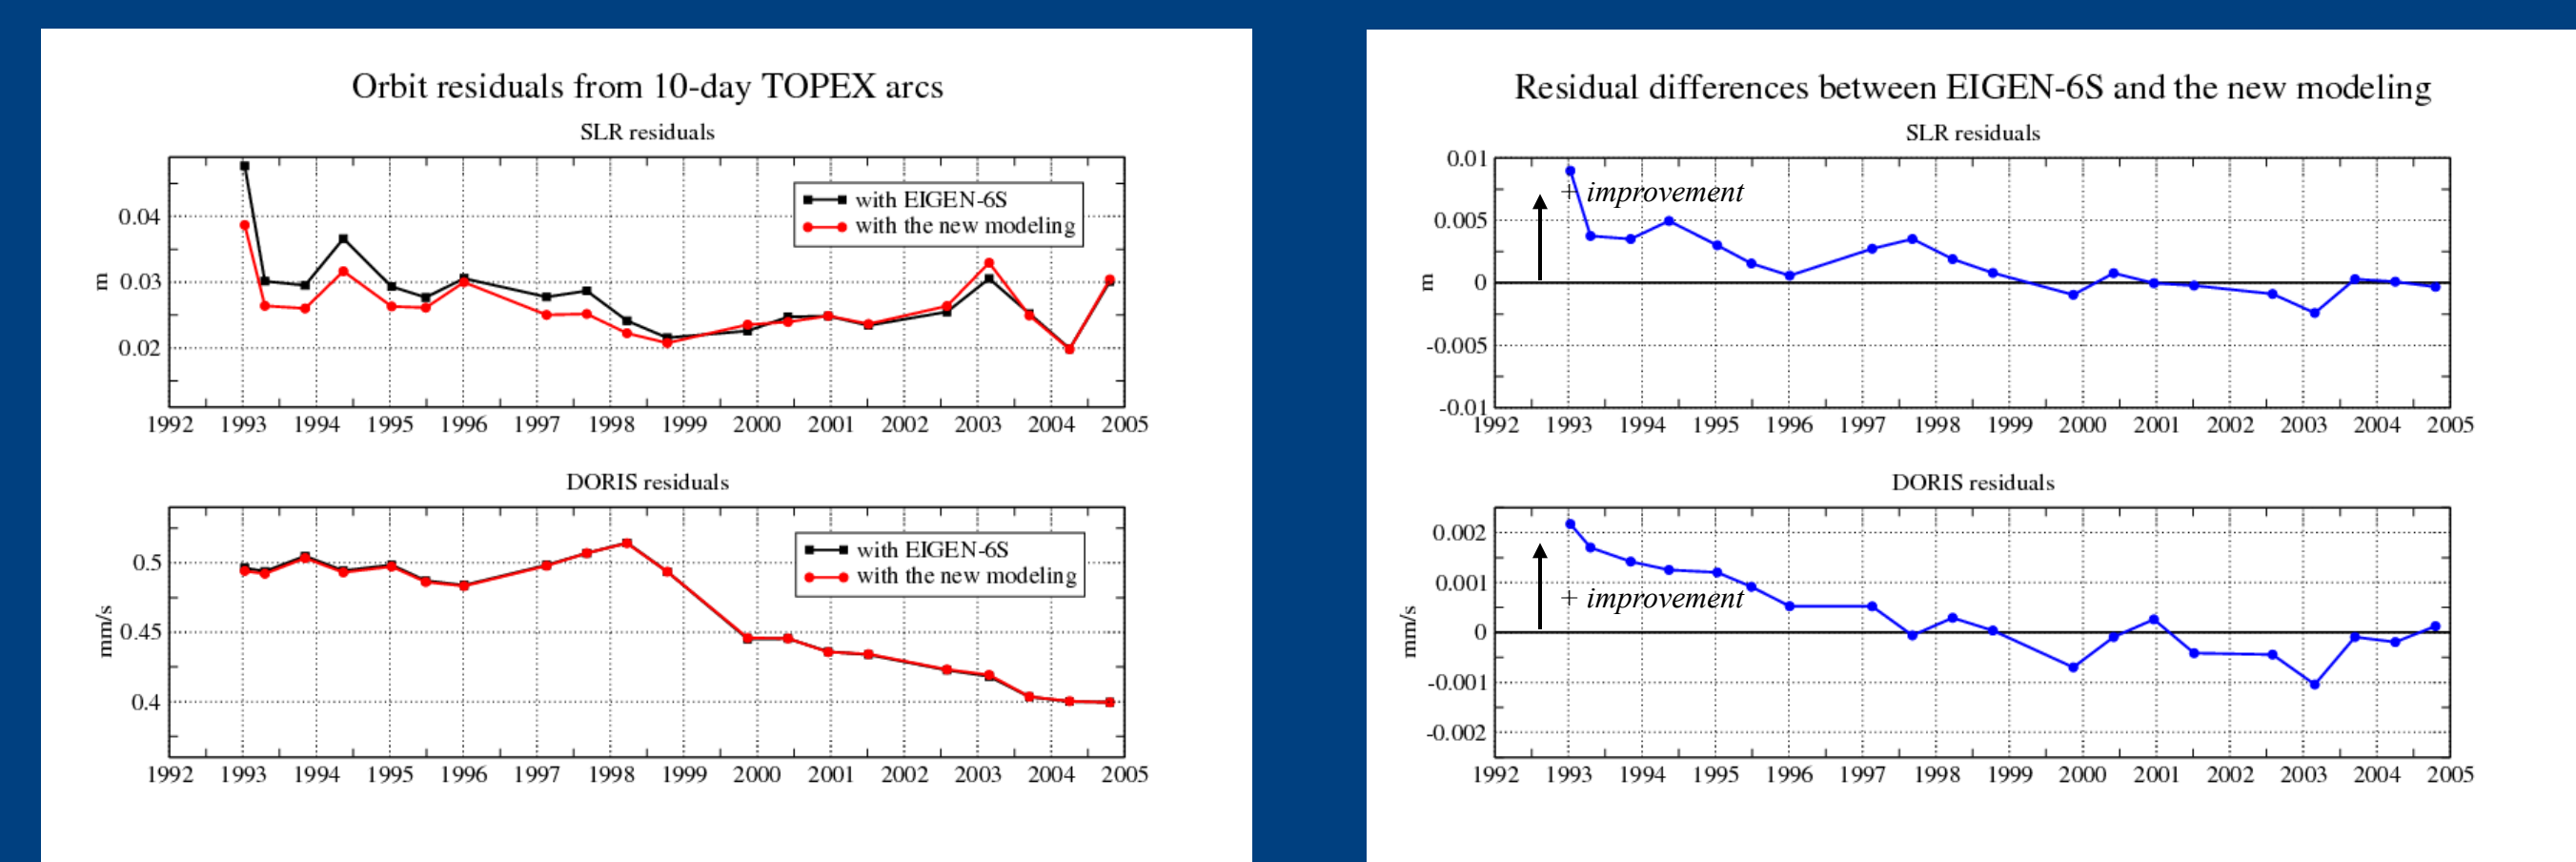 Orbit residuals from 10-day TOPEX arcs
SLR residuals
with EIGEN-6S
with the new modeling
0.04
0.03
0.02
m
1992 1993 1994 1995 1996 1997 1998 1999 2000 2001 2002 2003 2004 2005
DORIS residuals
with EIGEN-6S
with the new modeling
0.5
0.45
0.4
mm/s
1992 1993 1994 1995 1996 1997 1998 1999 2000 2001 2002 2003 2004 2005
Residual differences between EIGEN-6S and the new modeling
SLR residuals
0.01
+ improvement
0.005
0
-0.005
-0.01
m
1992 1993 1994 1995 1996 1997 1998 1999 2000 2001 2002 2003 2004 2005
DORIS residuals
0.002
0.001
+ improvement
0
-0.001
-0.002
mm/s
1992 1993 1994 1995 1996 1997 1998 1999 2000 2001 2002 2003 2004 2005